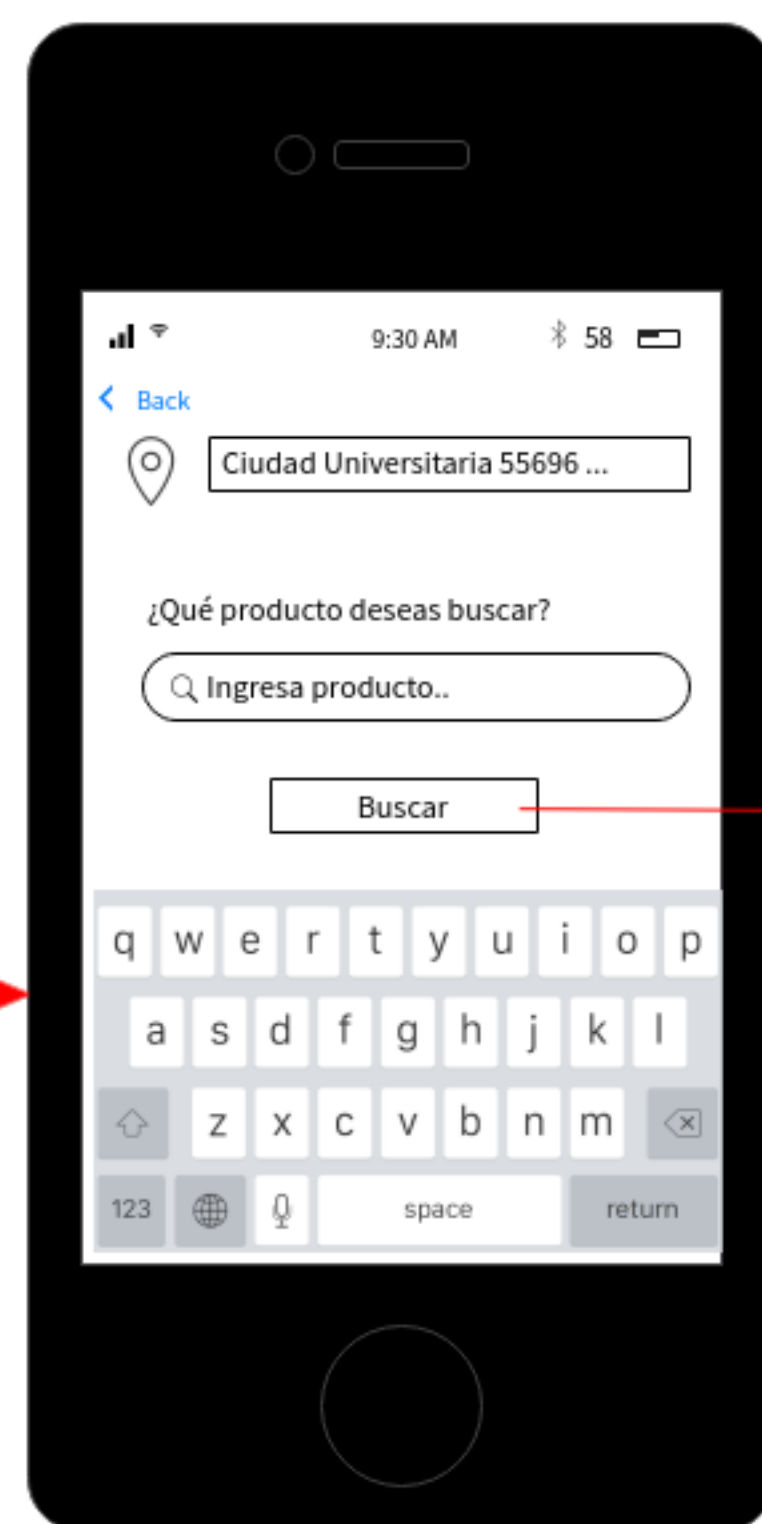 9:30 AM 58
Back
Ciudad Universitaria 55696 ...
¿Qué producto deseas buscar?
Ingresa producto..
Buscar
q w e r t y u i o p
a s d f g h j k l
z x c v b n m
123 space return